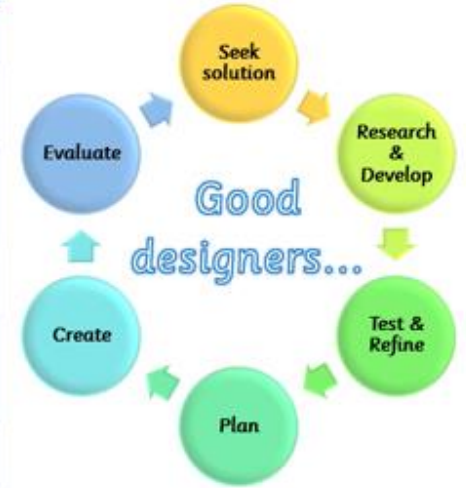 Seek
solution
Research
&
Develop
Test &
Refine
Plan
Create
Evaluate
Good
designers...